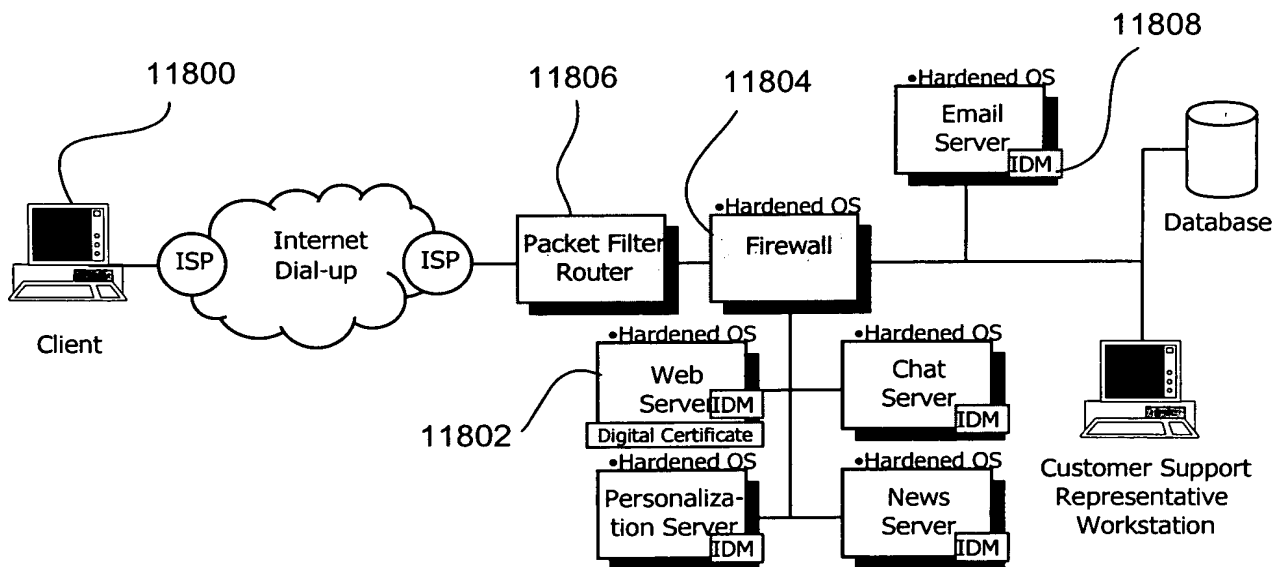 11800
11806
11804
11808
•Hardened OS
Email
Server
IDM
Database
•Hardened OS
Firewall
Packet Filter
Router
ISP
Internet
Dial-up
ISP
Client
•Hardened OS
Web
Server
IDM
Digital Certificate
11802
•Hardened OS
Chat
Server
IDM
•Hardened OS
Personaliza-
tion Server
IDM
•Hardened OS
News
Server
IDM
Customer Support
Representative
Workstation